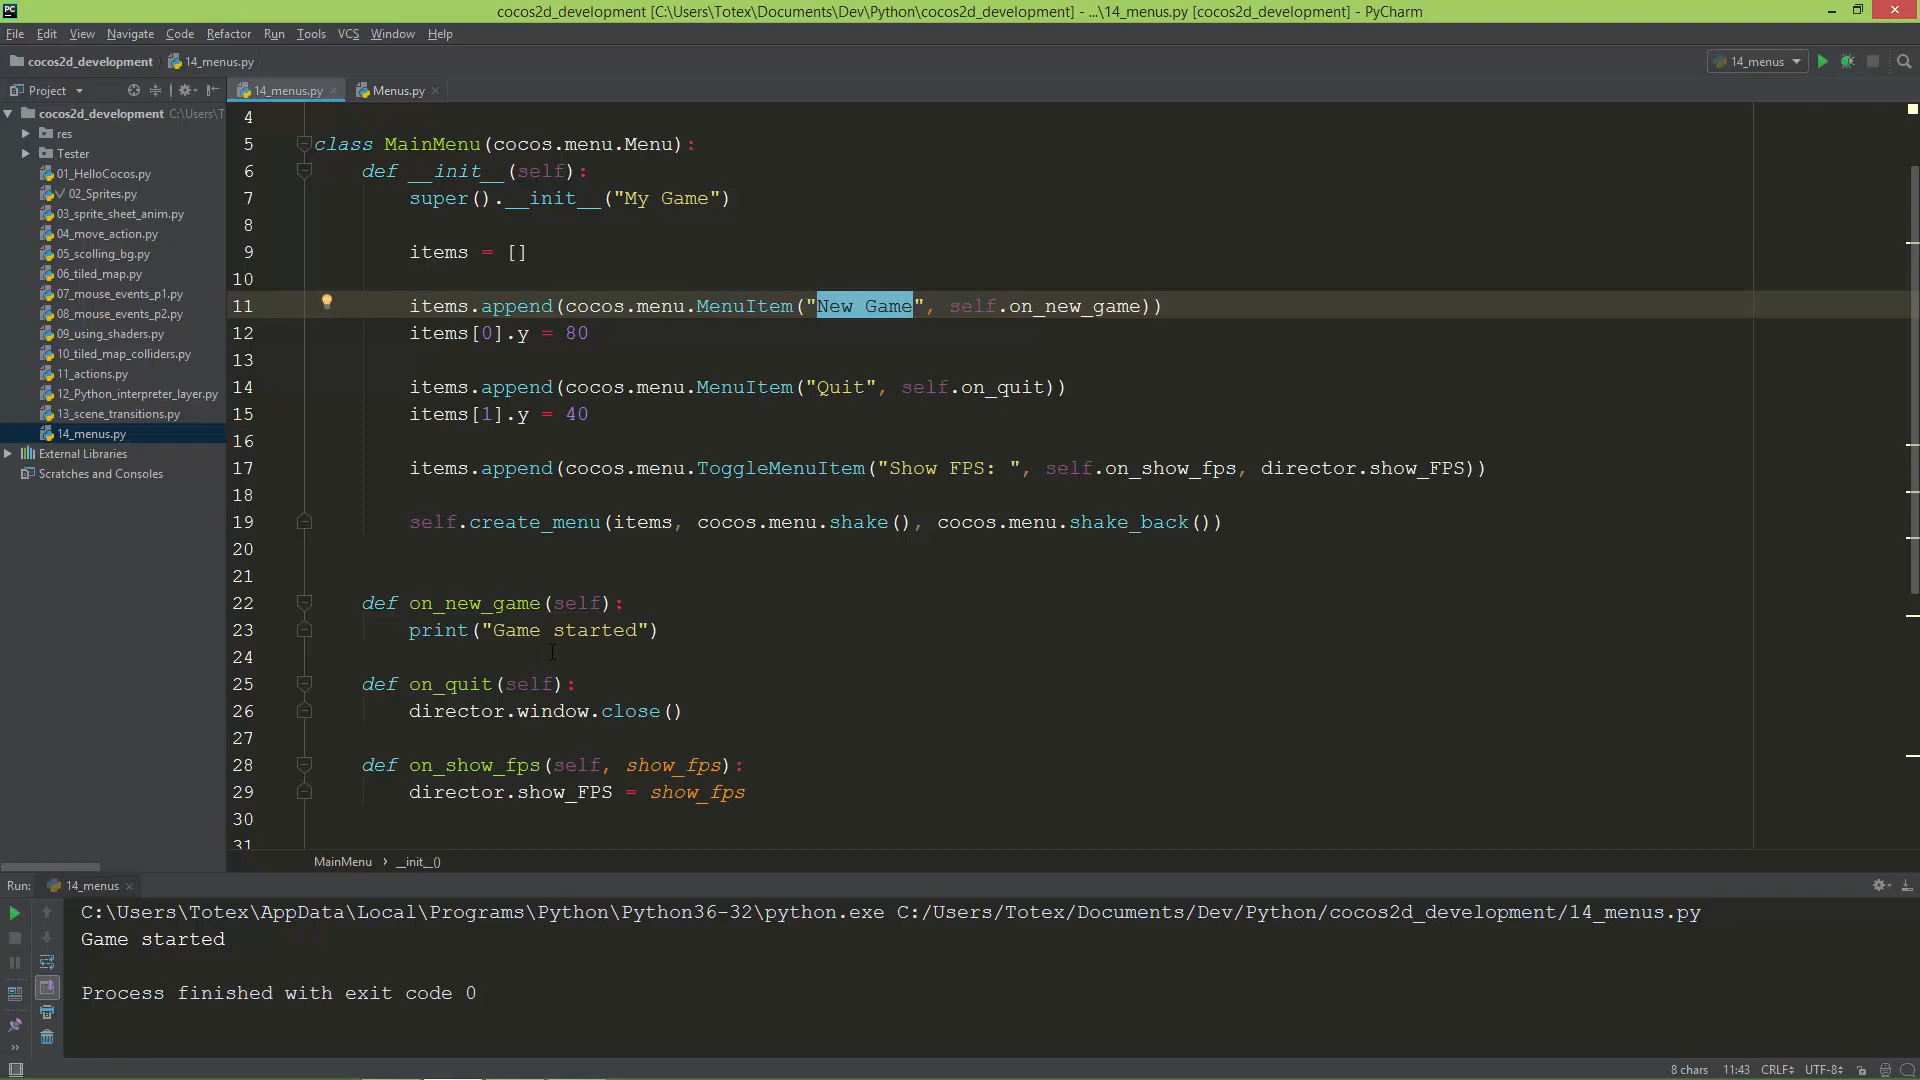 PC cocos2d_development [C:\Users\Totex\Documents\Dev\Python\cocos2d_development] - ...\14_menus.py [cocos2d_development] - PyCharm
File Edit View Navigate Code Refactor Run Tools VCS Window Help
cocos2d_development 14_menus.py 14_menus
Project 14_menus.py Menus.py
cocos2d_development C:\Users\T
res
Tester
01_HelloCocos.py
02_Sprites.py
03_sprite_sheet_anim.py
04_move_action.py
05_scolling_bg.py
06_tiled_map.py
07_mouse_events_p1.py
08_mouse_events_p2.py
09_using_shaders.py
10_tiled_map_colliders.py
11_actions.py
12_Python_interpreter_layer.py
13_scene_transitions.py
14_menus.py
External Libraries
Scratches and Consoles
4
5 class MainMenu(cocos.menu.Menu):
6 def __init__(self):
7 super().__init__("My Game")
8
9 items = []
10
11 items.append(cocos.menu.MenuItem("New Game", self.on_new_game))
12 items[0].y = 80
13
14 items.append(cocos.menu.MenuItem("Quit", self.on_quit))
15 items[1].y = 40
16
17 items.append(cocos.menu.ToggleMenuItem("Show FPS: ", self.on_show_fps, director.show_FPS))
18
19 self.create_menu(items, cocos.menu.shake(), cocos.menu.shake_back())
20
21
22 def on_new_game(self):
23 print("Game started")
24
25 def on_quit(self):
26 director.window.close()
27
28 def on_show_fps(self, show_fps):
29 director.show_FPS = show_fps
30
31
MainMenu › __init__()
Run: 14_menus
C:\Users\Totex\AppData\Local\Programs\Python\Python36-32\python.exe C:/Users/Totex/Documents/Dev/Python/cocos2d_development/14_menus.py
Game started
Process finished with exit code 0
8 chars 11:43 CRLF UTF-8